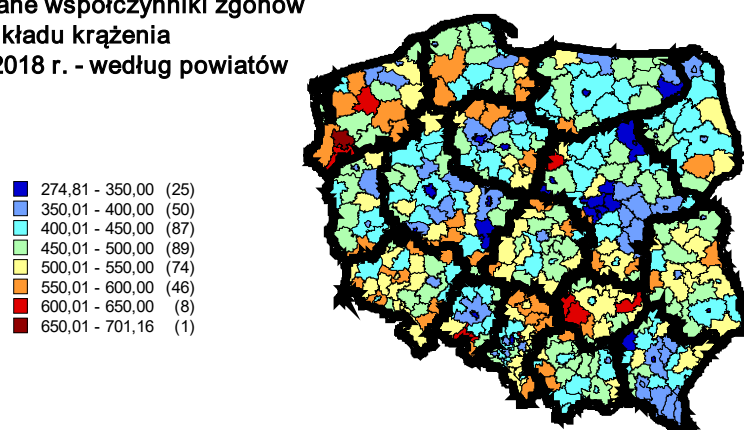 ane współczynniki zgonów
kładu krążenia
2018 r. - według powiatów
274,81 - 350,00 (25)
350,01 - 400,00 (50)
400,01 - 450,00 (87)
450,01 - 500,00 (89)
500,01 - 550,00 (74)
550,01 - 600,00 (46)
600,01 - 650,00 (8)
650,01 - 701,16 (1)